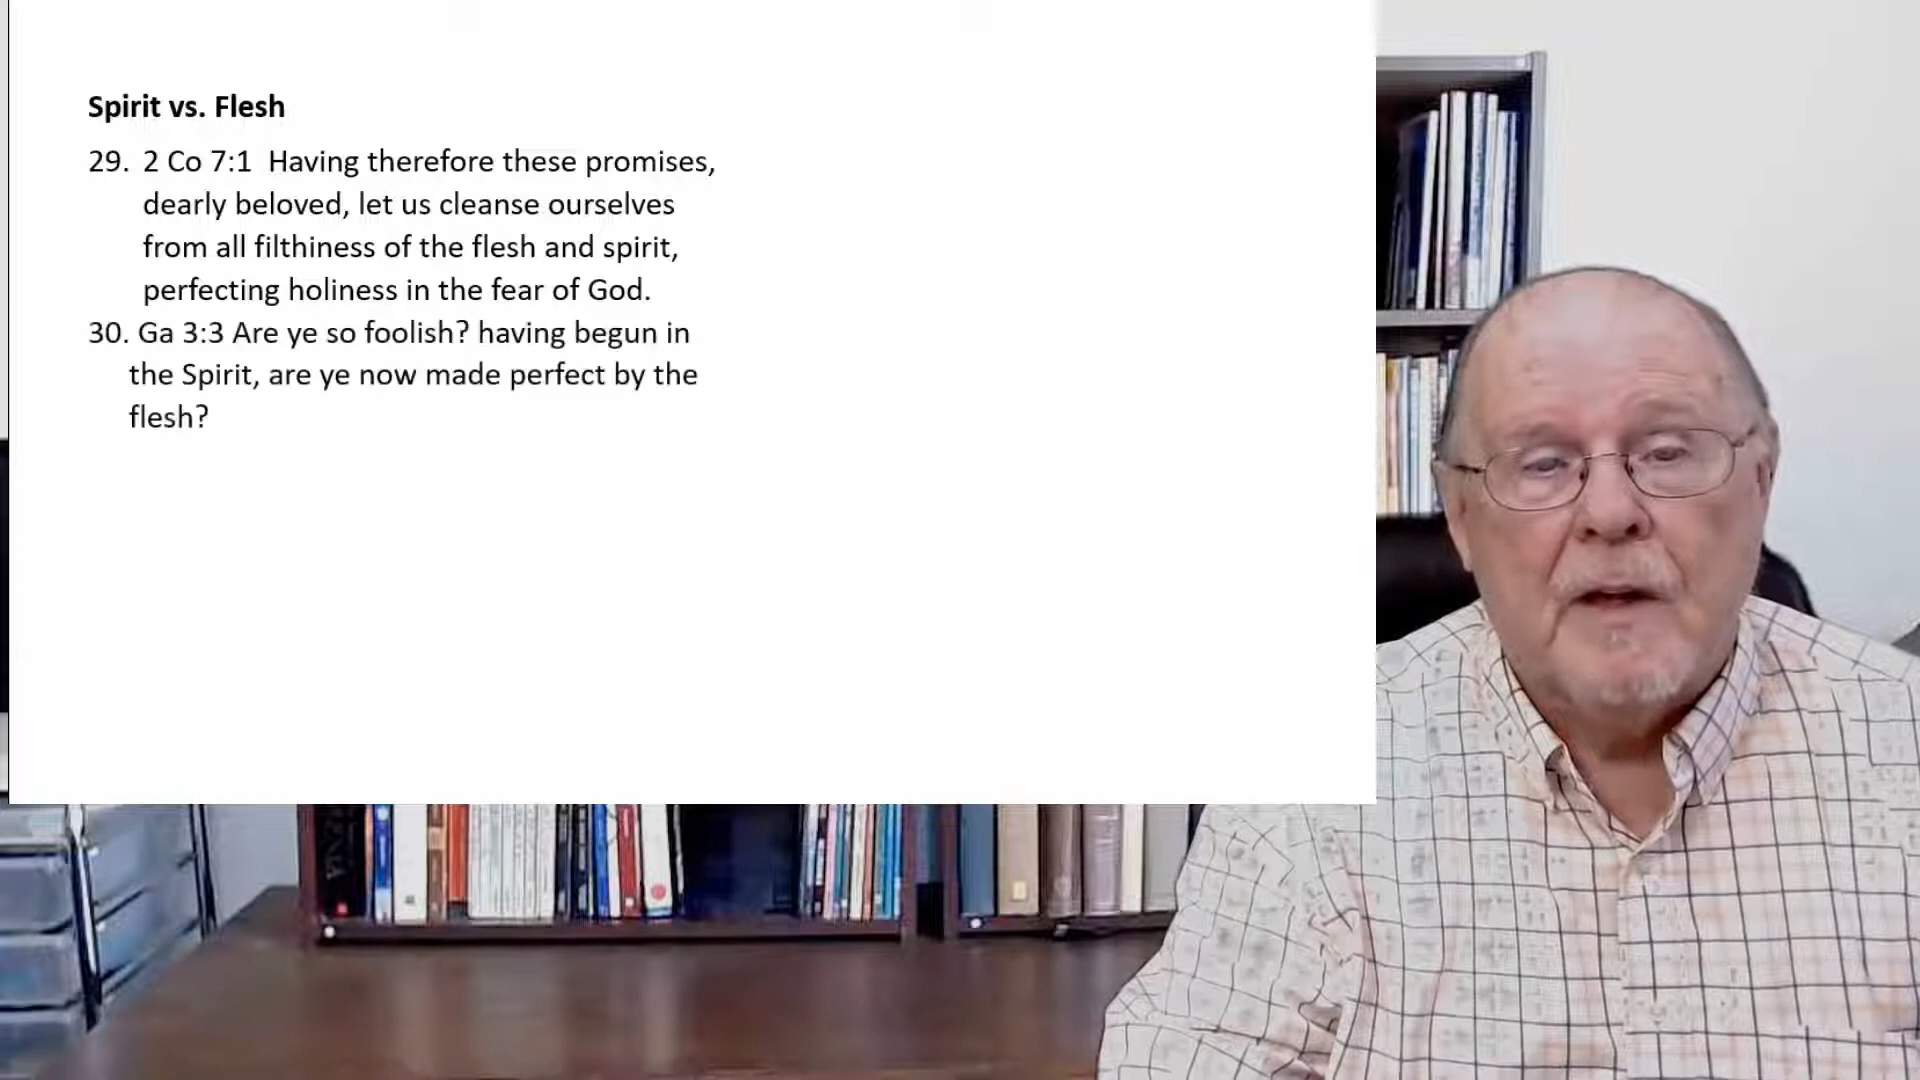 Spirit vs. Flesh
29. 2 Co 7:1 Having therefore these promises,
dearly beloved, let us cleanse ourselves
from all filthiness of the flesh and spirit,
perfecting holiness in the fear of God.
30. Ga 3:3 Are ye so foolish? having begun in
the Spirit, are ye now made perfect by the
flesh?